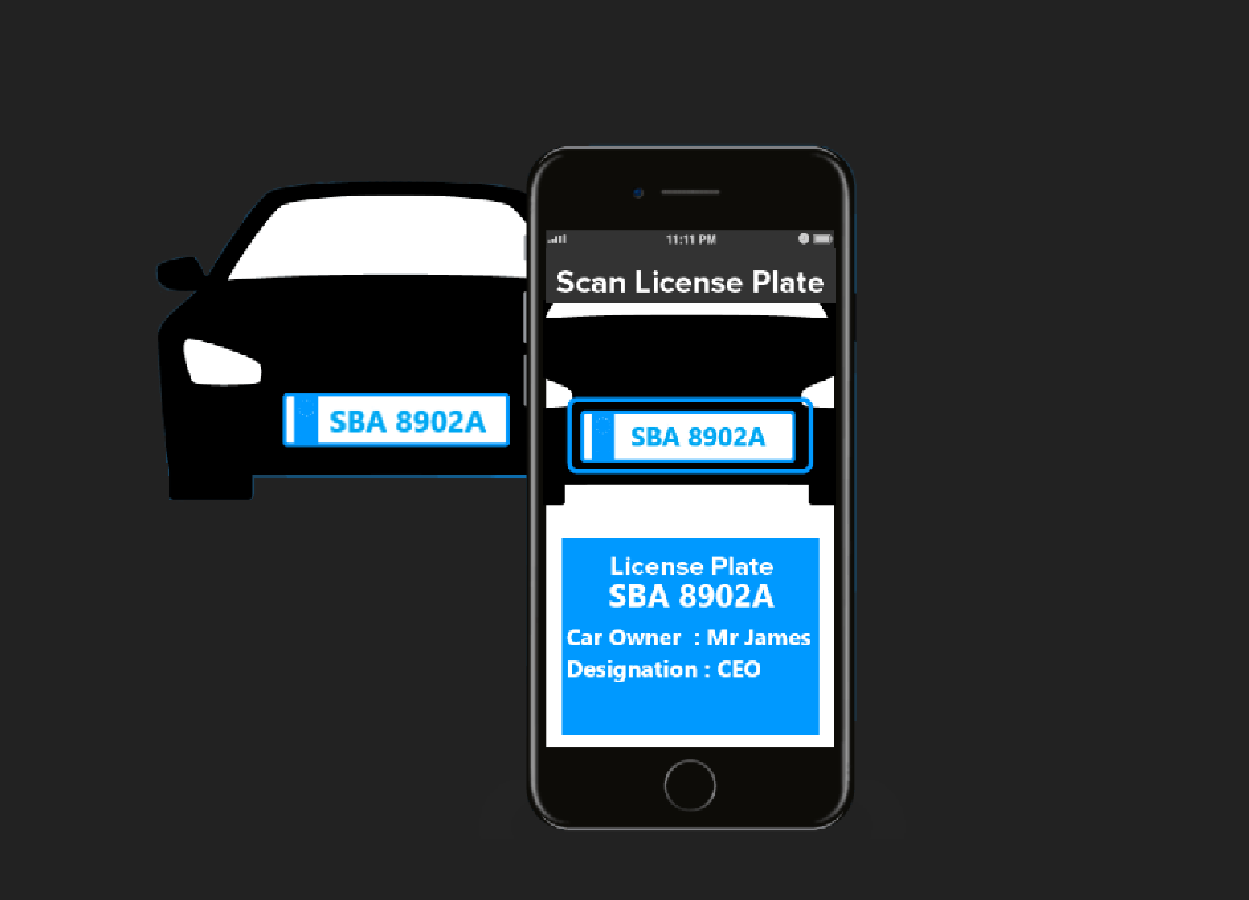 11:11 PM
Scan License Plate
SBA 8902A
SBA 8902A
License Plate
SBA 8902A
Car Owner : Mr James
Designation : CEO